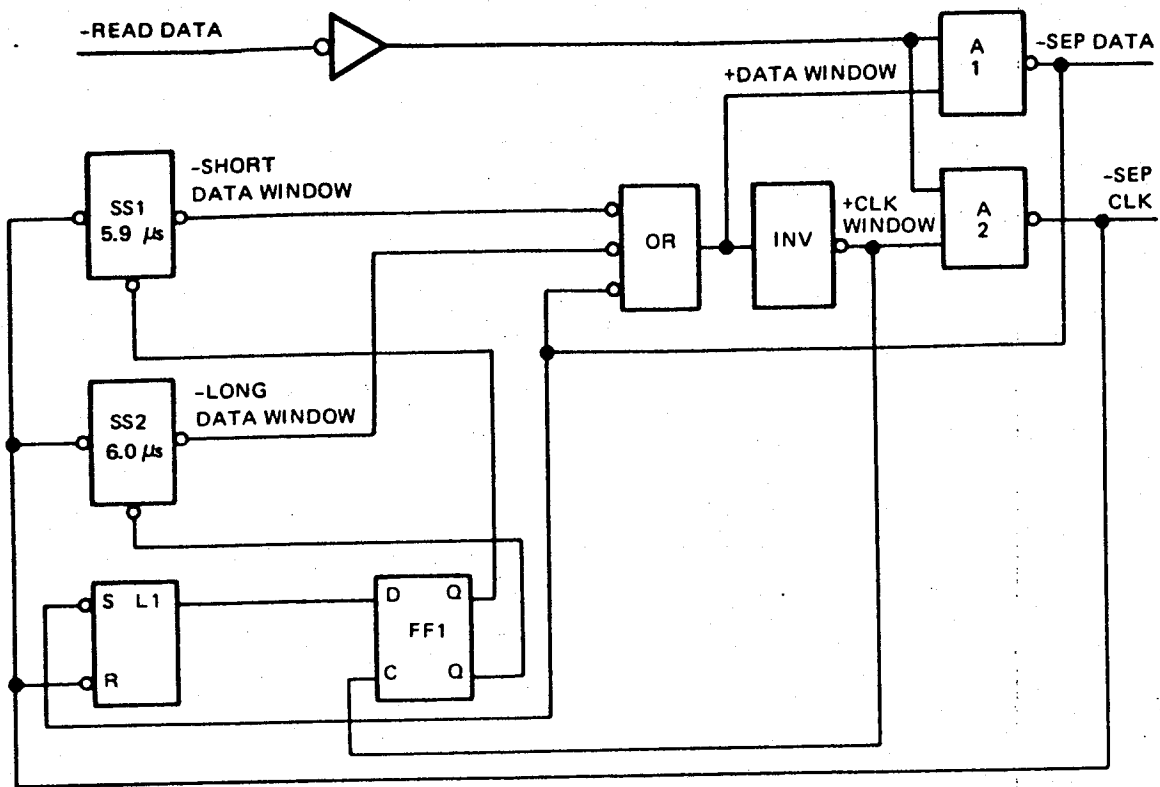 -READ DATA
A
1
-SEP DATA
+DATA WINDOW
SS1
5.9 μs
-SHORT
DATA WINDOW
OR
INV
+CLK
WINDOW
A
2
-SEP
CLK
SS2
6.0 μs
-LONG
DATA WINDOW
S L1
R
D Q
FF1
C Q